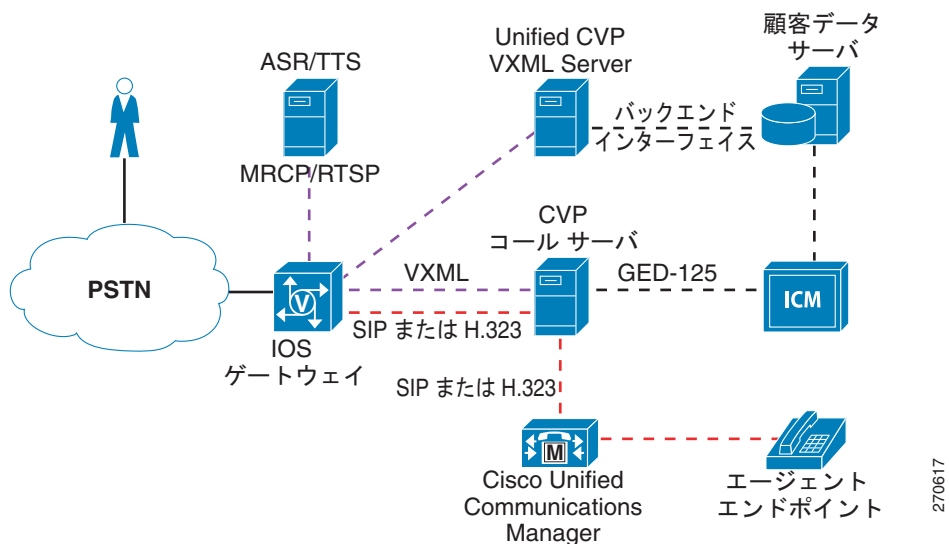 ASR/TTS
MRCP/RTSP
Unified CVP
VXML Server
顧客データ
サーバ
バックエンド
インターフェイス
PSTN
IOS
ゲートウェイ
VXML
SIP または H.323
CVP
コール サーバ
GED-125
ICM
V
SIP または H.323
M
Cisco Unified
Communications
Manager
エージェント
エンドポイント
270617